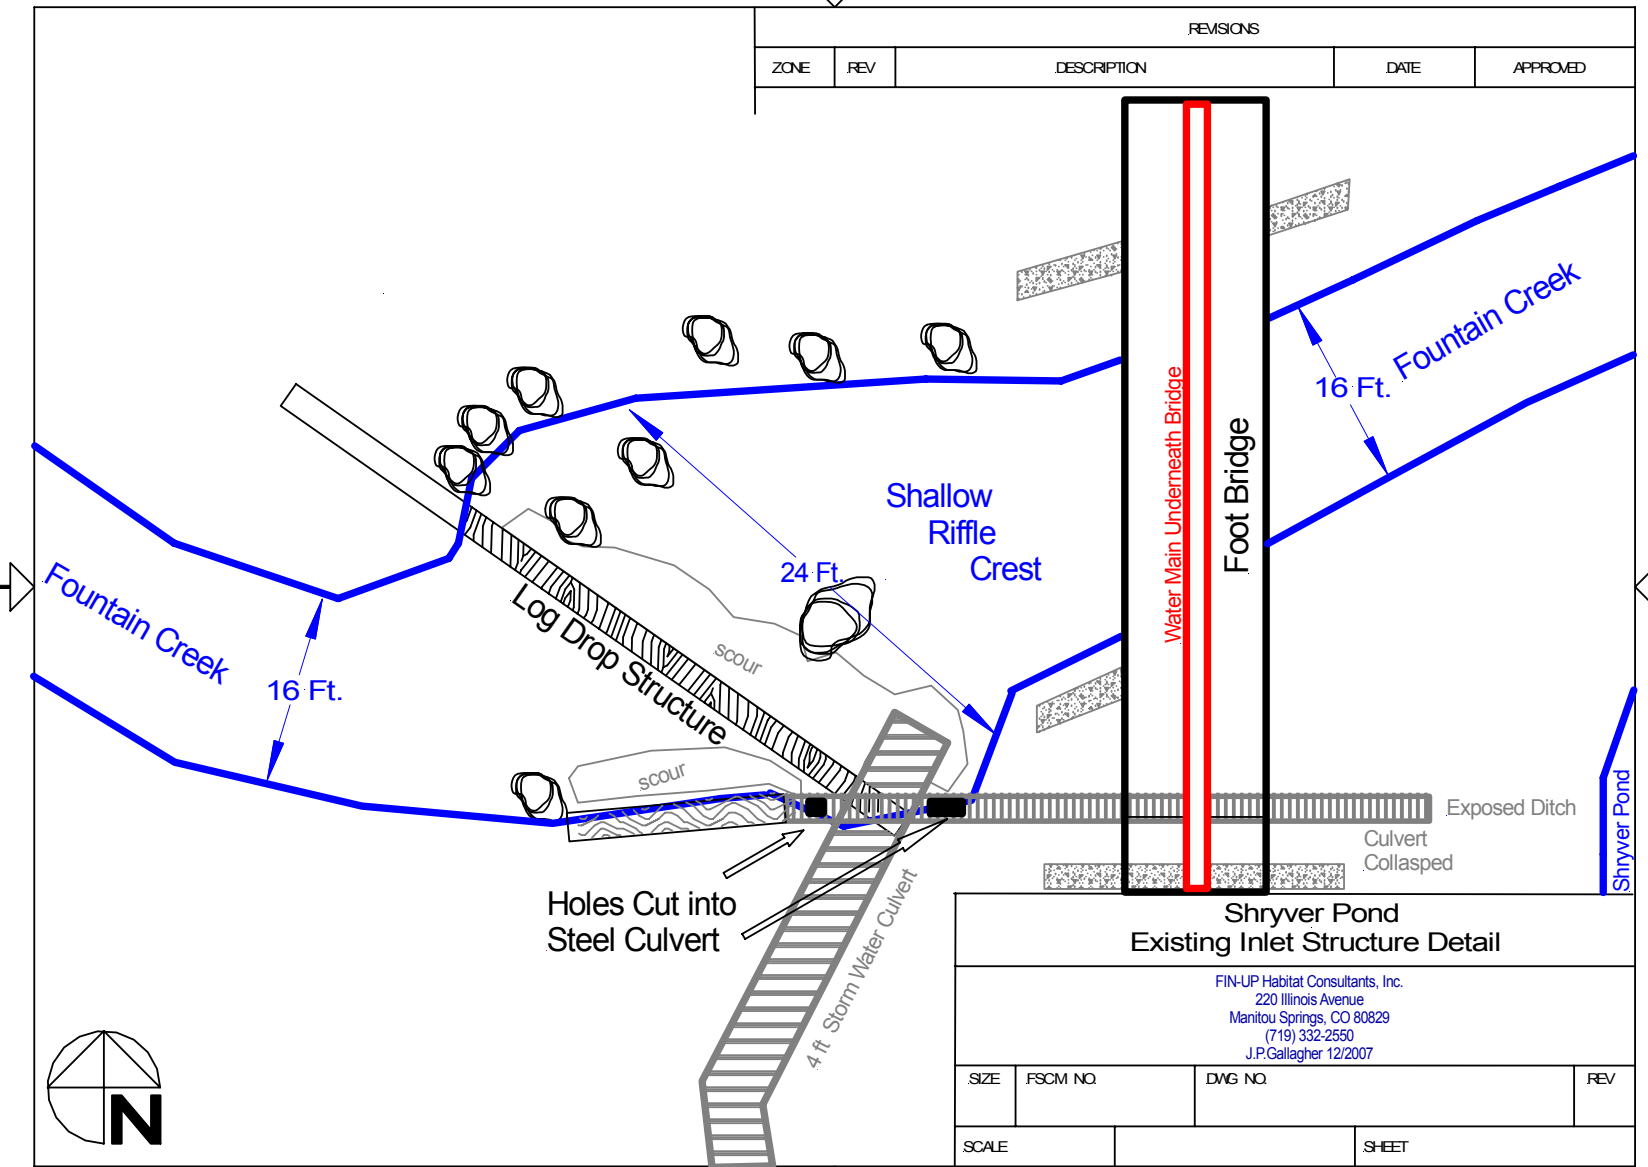 REVISIONS
ZONE REV DESCRIPTION DATE APPROVED
Fountain Creek
16 Ft.
Water Main Underneath Bridge
Foot Bridge
Shallow
Riffle
Crest
24 Ft.
Fountain Creek
16 Ft.
Log Drop Structure
scour
scour
Exposed Ditch
Culvert
Collasped
Shryver Pond
Holes Cut into
Steel Culvert
4 ft Storm Water Culvert
N
Shryver Pond
Existing Inlet Structure Detail
FIN-UP Habitat Consultants, Inc.
220 Illinois Avenue
Manitou Springs, CO 80829
(719) 332-2550
J.P.Gallagher 12/2007
SIZE FSCM NO. DWG NO. REV
SCALE SHEET